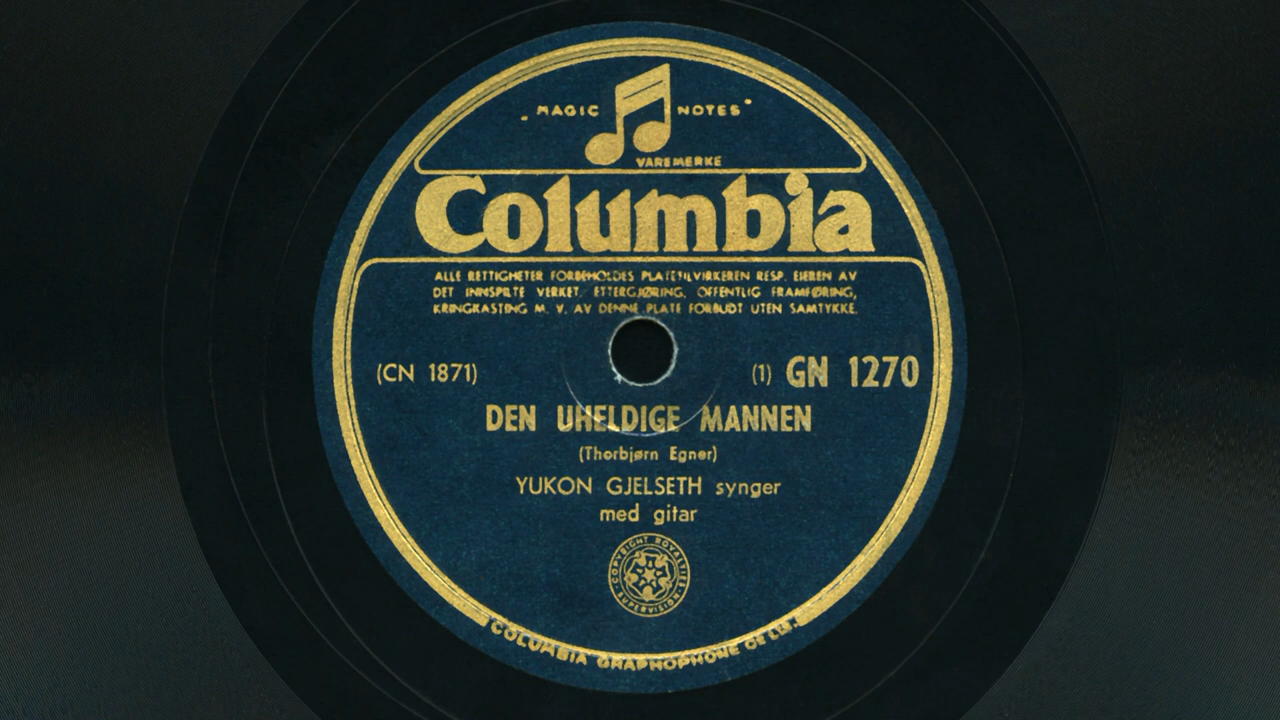 „MAGIC NOTES"
VAREMERKE
Columbia
ALLE RETTIGHETER FORBEHOLDES PLATETILVIRKEREN RESP. EIEREN AV
DET INNSPILTE VERKET. ETTERGJØRING, OFFENTLIG FRAMFØRING,
KRINGKASTING M. V. AV DENNE PLATE FORBUDT UTEN SAMTYKKE.
(CN 1871)
(1) GN 1270
DEN UHELDIGE MANNEN
(Thorbjørn Egner)
YUKON GJELSETH synger
med gitar
COPYRIGHT ROYALTIES
SUPERVISION
COLUMBIA GRAPHOPHONE Co Ltd.